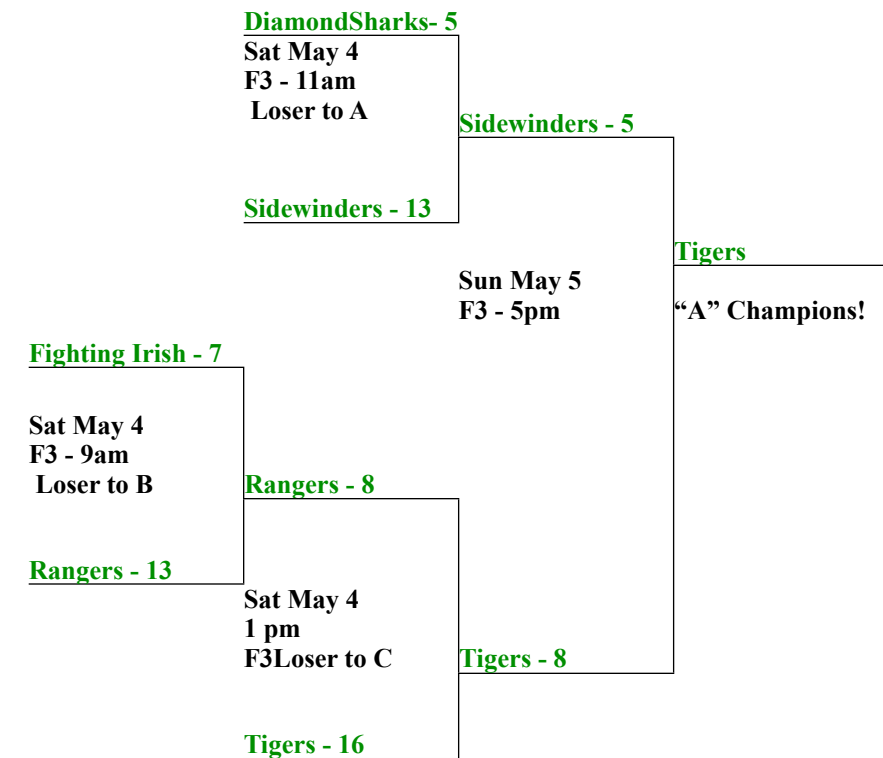 DiamondSharks- 5
Sat May 4
F3 - 11am
Loser to A
Sidewinders - 5
Sidewinders - 13
Tigers
Sun May 5
F3 - 5pm
“A” Champions!
Fighting Irish - 7
Sat May 4
F3 - 9am
Loser to B
Rangers - 8
Rangers - 13
Sat May 4
1 pm
F3Loser to C
Tigers - 8
Tigers - 16